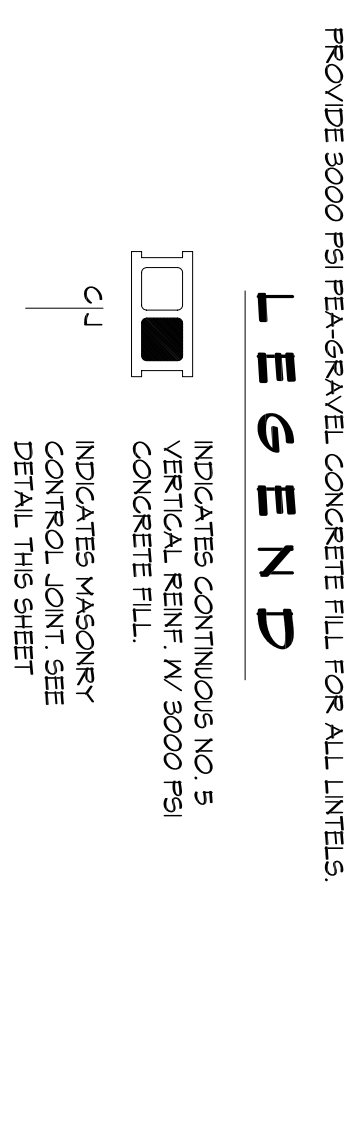 PROVIDE 3000 PSI PEA-GRAVEL CONCRETE FILL FOR ALL LINTELS.
LEGEND
INDICATES CONTINUOUS NO. 5
VERTICAL REINF. W/ 3000 PSI
CONCRETE FILL.
CJ
INDICATES MASONRY
CONTROL JOINT. SEE
DETAIL THIS SHEET